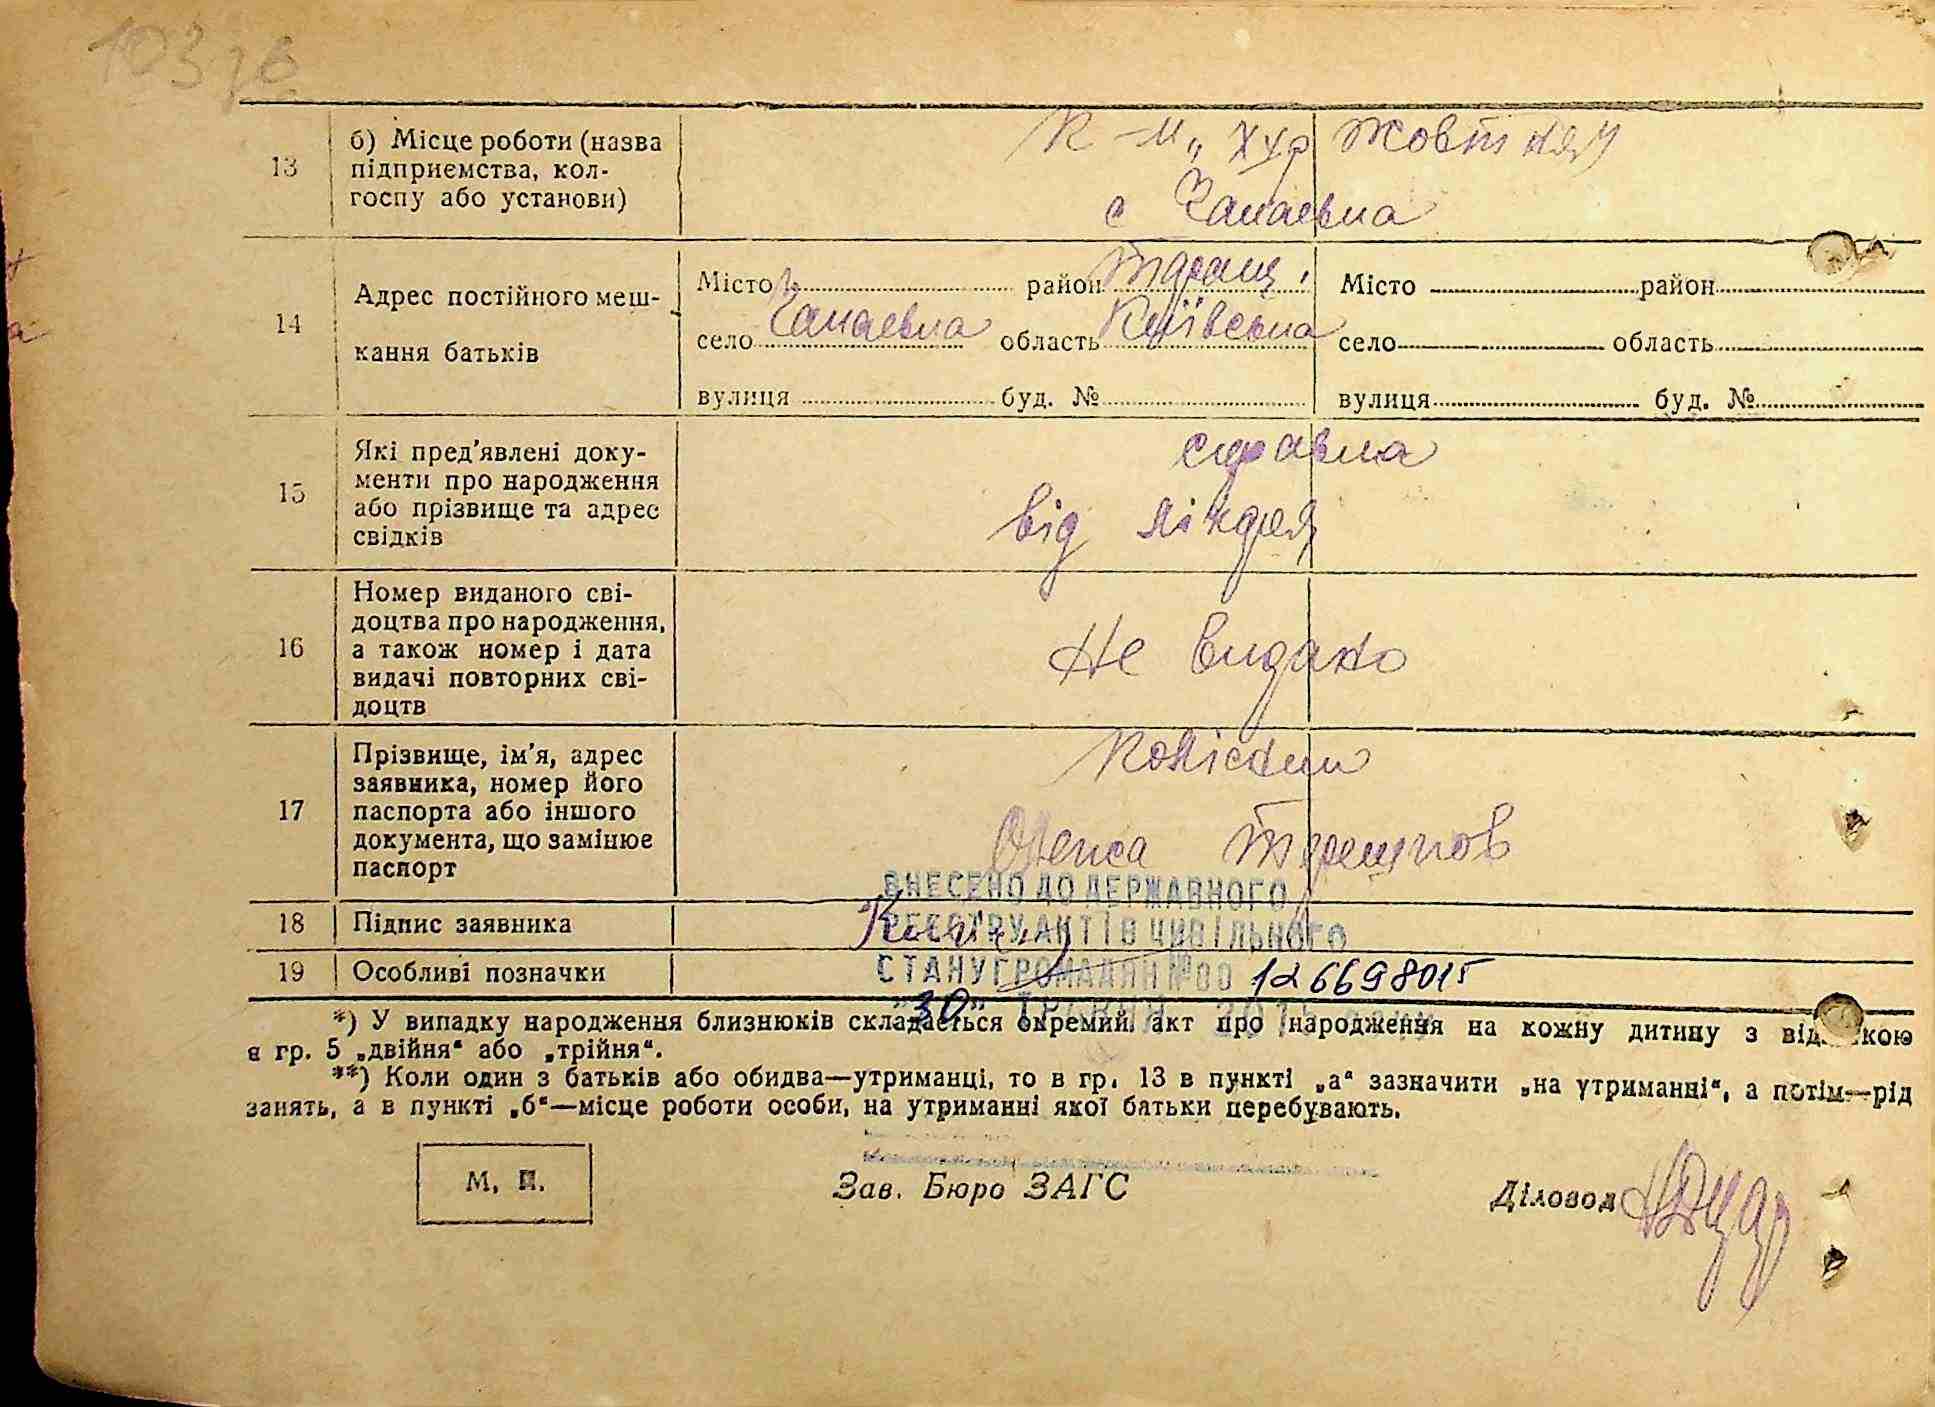 103 зв
13
б) Місце роботи (назва
підприємства, кол-
госпу або установи)
К-п „ХУр Жовтня"
с Чапаєвка
14
Адрес постійного меш-
кання батьків
Місто район
село Чапаєвка область Київська
вулиця буд. №
Місто район
село область
вулиця буд. №
15
Які пред'явлені доку-
менти про народження
або прізвище та адрес
свідків
справка
від лікаря
16
Номер виданого сві-
доцтва про народження,
а також номер і дата
видачі повторних сві-
доцтв
Не видано
17
Прізвище, ім'я, адрес
заявника, номер його
паспорта або іншого
документа, що замінює
паспорт
Олекса
18 Підпис заявника
19 Особливі позначки
ВНЕСЕНО ДО ДЕРЖАВНОГО
РЕЄСТРУ АКТІВ ЦИВІЛЬНОГО
СТАНУ ГРОМАДЯН №00 126698015
"30" ТРАВНЯ 2015 року
*) У випадку народження близнюків складається окремий акт про народження на кожну дитину з кою
в гр. 5 „двійня" або „трійня".
**) Коли один з батьків або обидва—утриманці, то в гр. 13 в пункті „а" зазначити „на утриманні", а потім—рід
занять, а в пункті „б"—місце роботи особи, на утриманні якої батьки перебувають.
М. П.
Зав. Бюро ЗАГС
Діловод